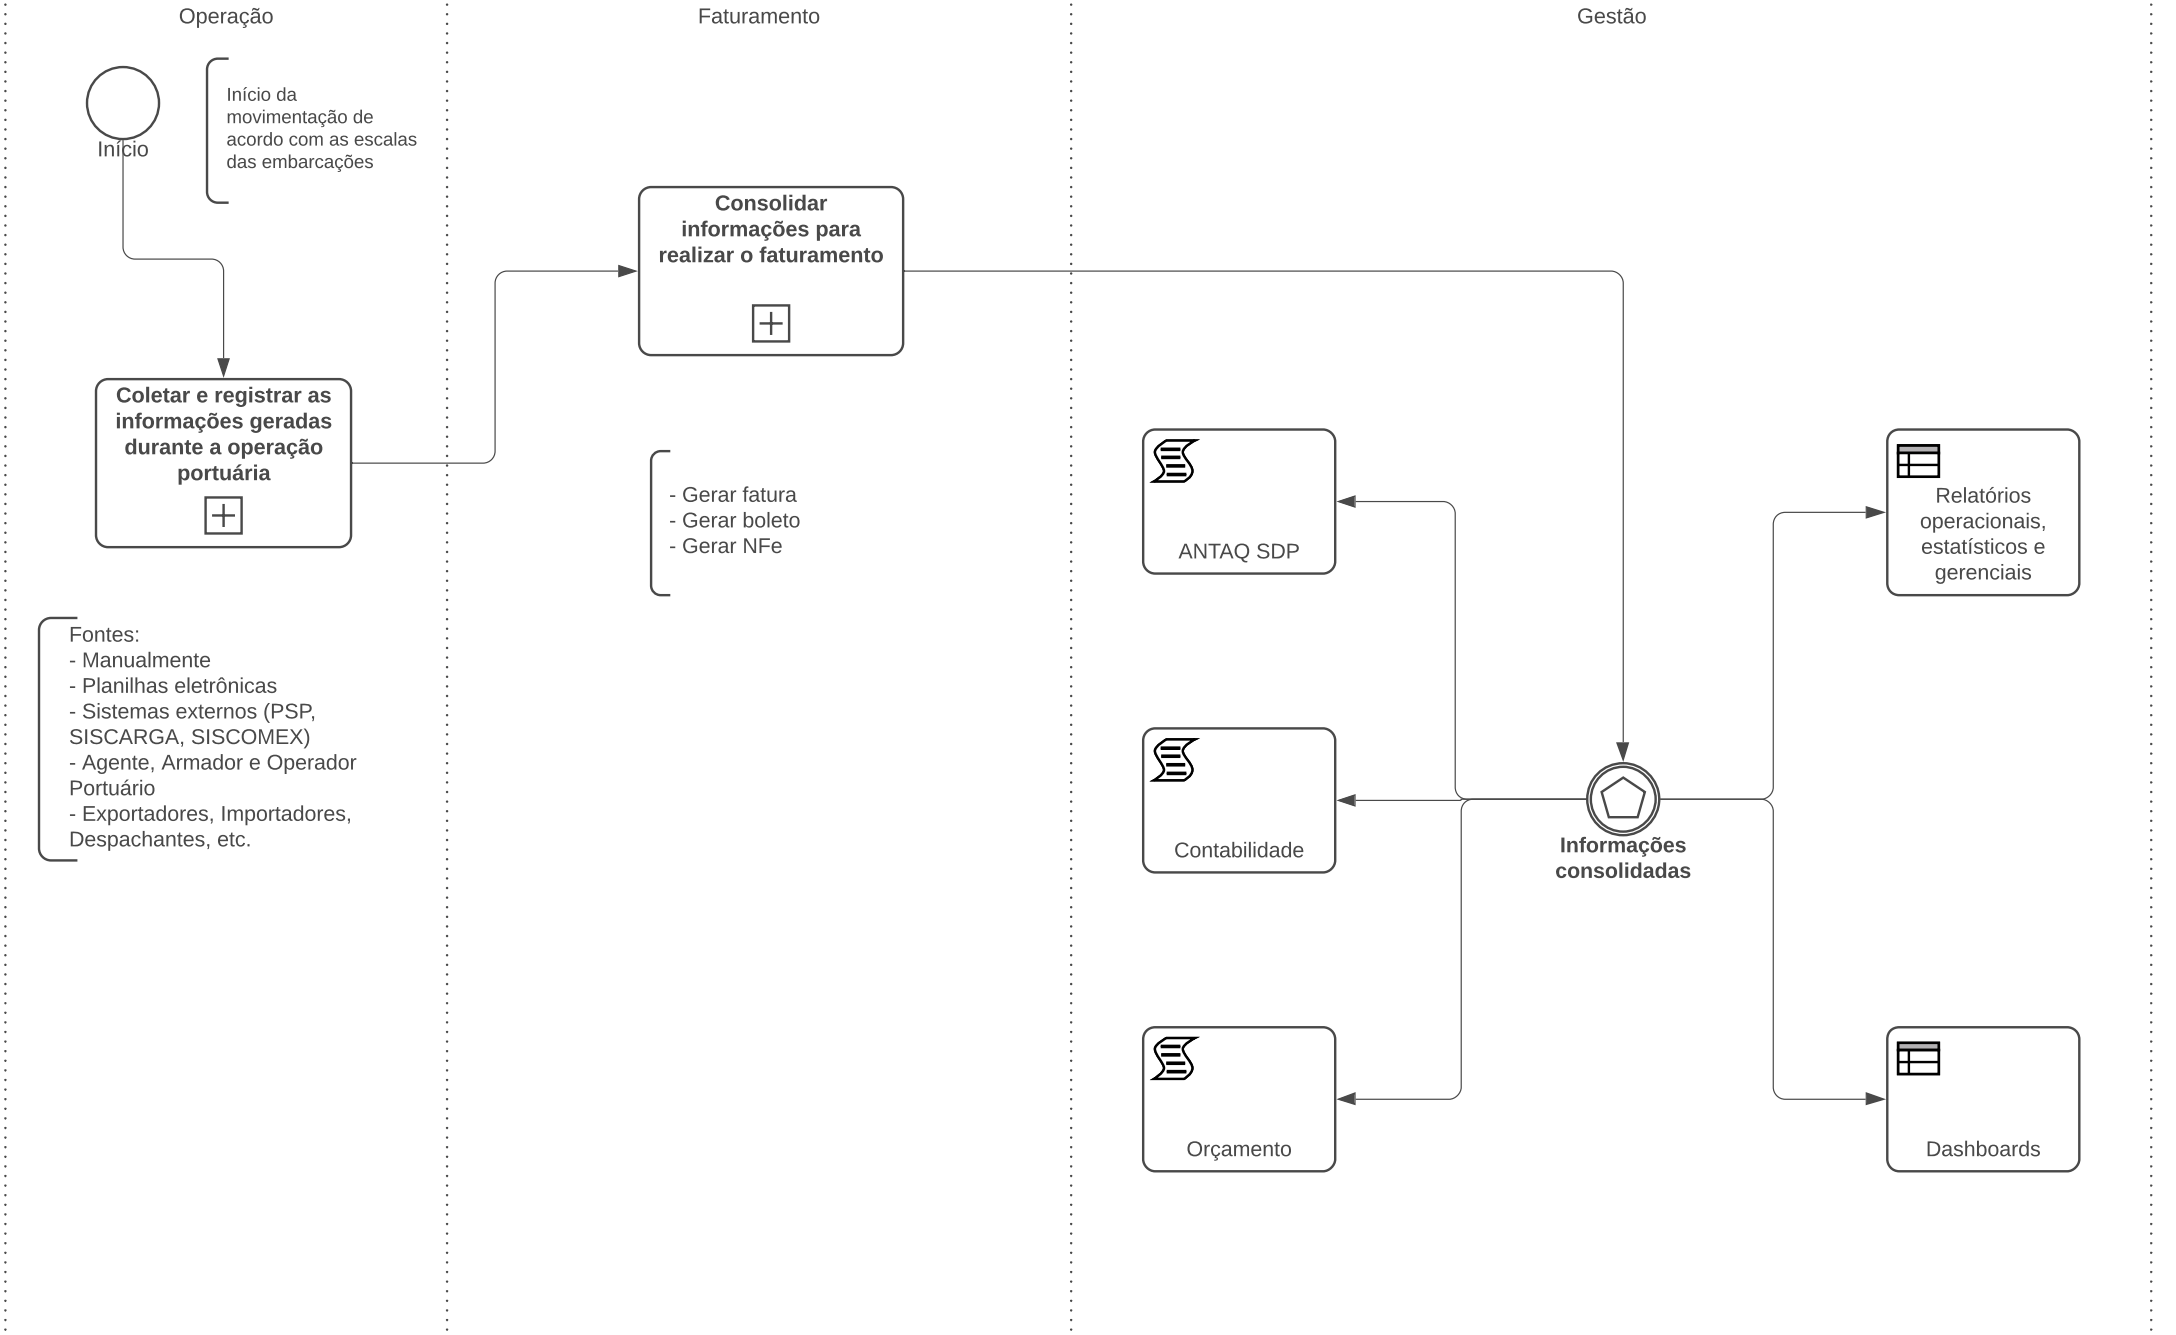 Operação
Faturamento
Gestão
Início
Início da
movimentação de
acordo com as escalas
das embarcações
Coletar e registrar as
informações geradas
durante a operação
portuária
Fontes:
- Manualmente
- Planilhas eletrônicas
- Sistemas externos (PSP,
SISCARGA, SISCOMEX)
- Agente, Armador e Operador
Portuário
- Exportadores, Importadores,
Despachantes, etc.
Consolidar
informações para
realizar o faturamento
- Gerar fatura
- Gerar boleto
- Gerar NFe
ANTAQ SDP
Contabilidade
Orçamento
Informações
consolidadas
Relatórios
operacionais,
estatísticos e
gerenciais
Dashboards